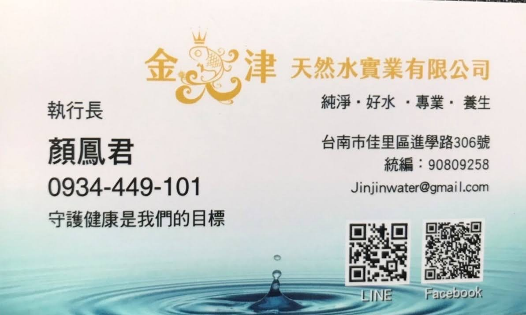 金津 天然水實業有限公司
純淨・好水・專業・養生
執行長
顏鳳君
0934-449-101
守護健康是我們的目標
台南市佳里區進學路306號
統編：90809258
Jinjinwater@gmail.com
LINE
Facebook